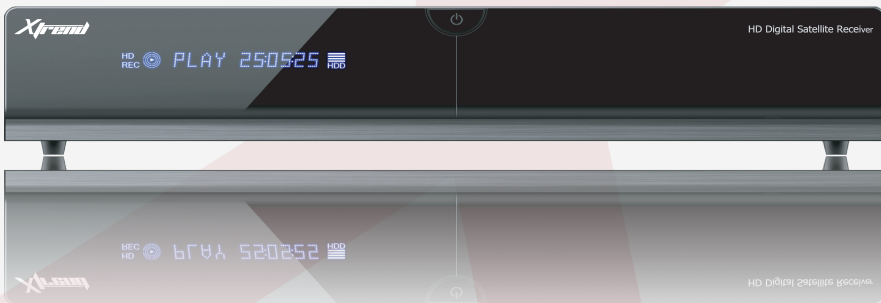 Xtrend
HD Digital Satellite Receiver
HD
REC PLAY 25:05:25 HDD